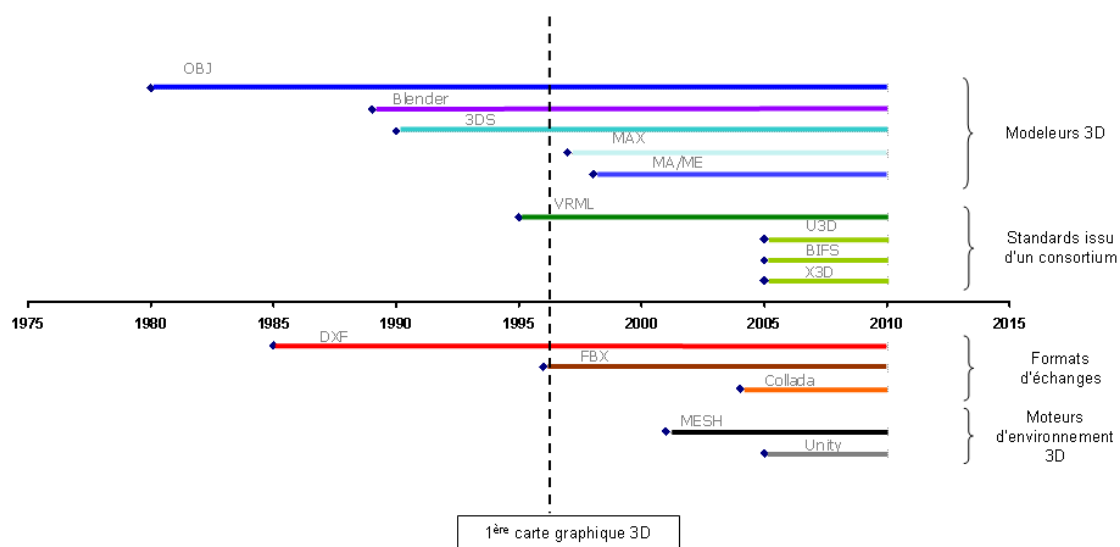 OBJ
Blender
3DS
MAX
MA/ME
Modeleurs 3D
VRML
U3D
BIFS
X3D
Standards issu
d'un consortium
1975 1980 1985 1990 1995 2000 2005 2010 2015
DXF
FBX
Collada
Formats
d'échanges
MESH
Unity
Moteurs
d'environnement
3D
1ère carte graphique 3D